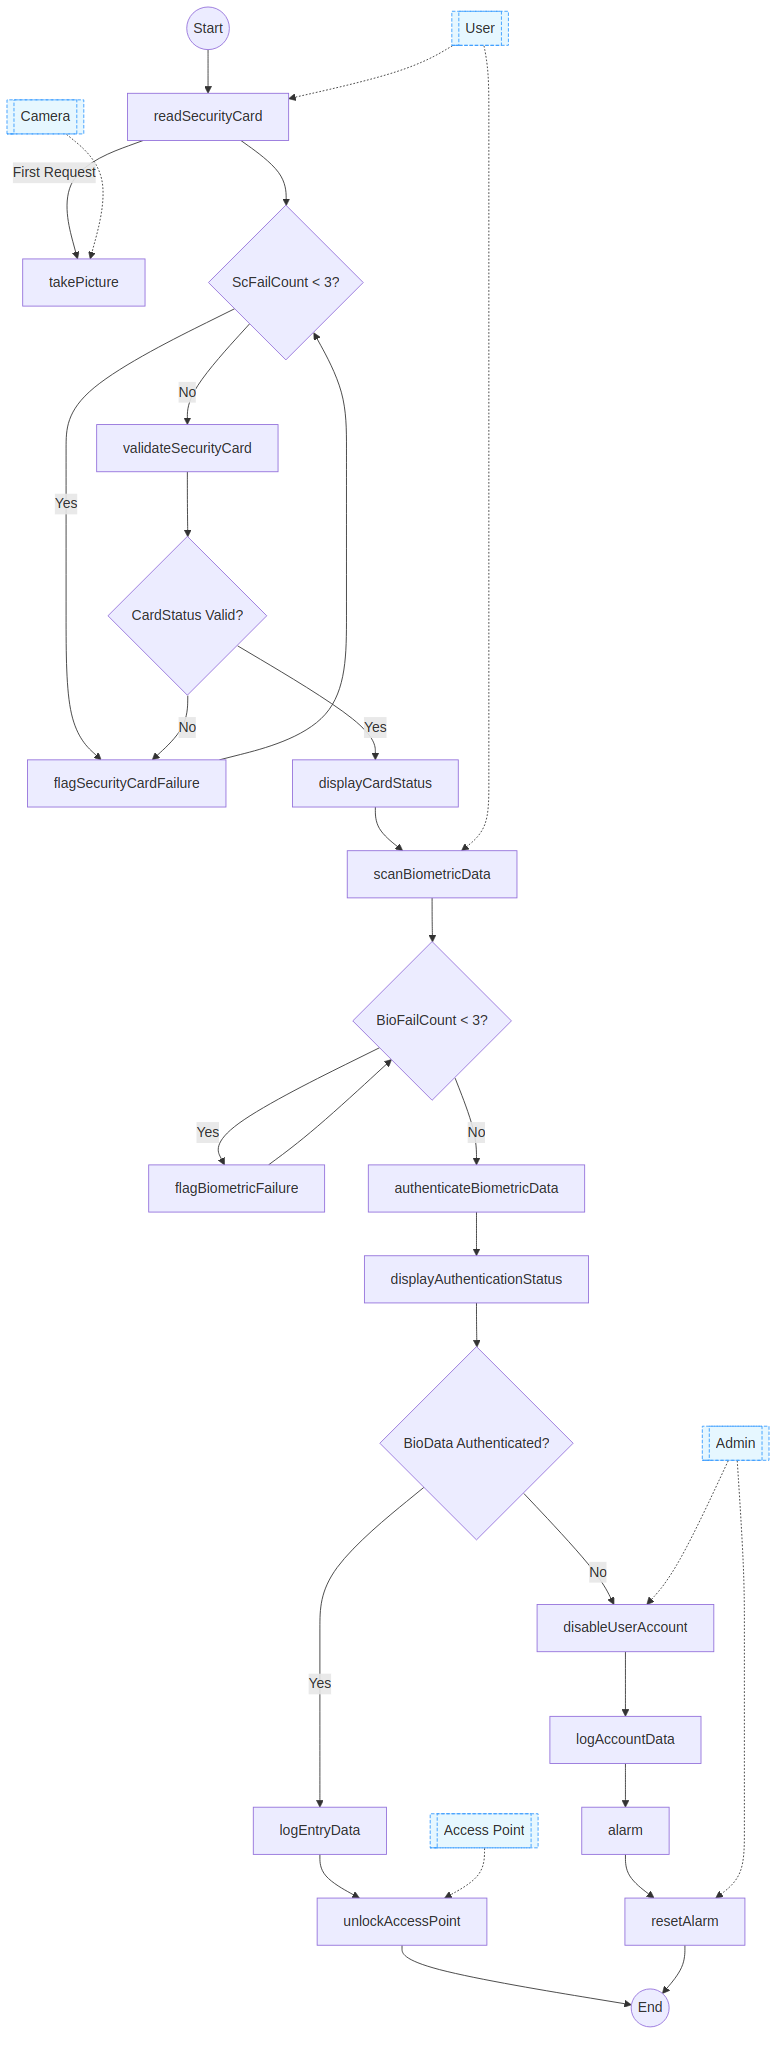 Start
User
Camera
readSecurityCard
First Request
takePicture
ScFailCount < 3?
No
validateSecurityCard
Yes
CardStatus Valid?
No
Yes
flagSecurityCardFailure
displayCardStatus
scanBiometricData
BioFailCount < 3?
Yes
No
flagBiometricFailure
authenticateBiometricData
displayAuthenticationStatus
BioData Authenticated?
Admin
No
disableUserAccount
Yes
logAccountData
logEntryData
Access Point
alarm
unlockAccessPoint
resetAlarm
End